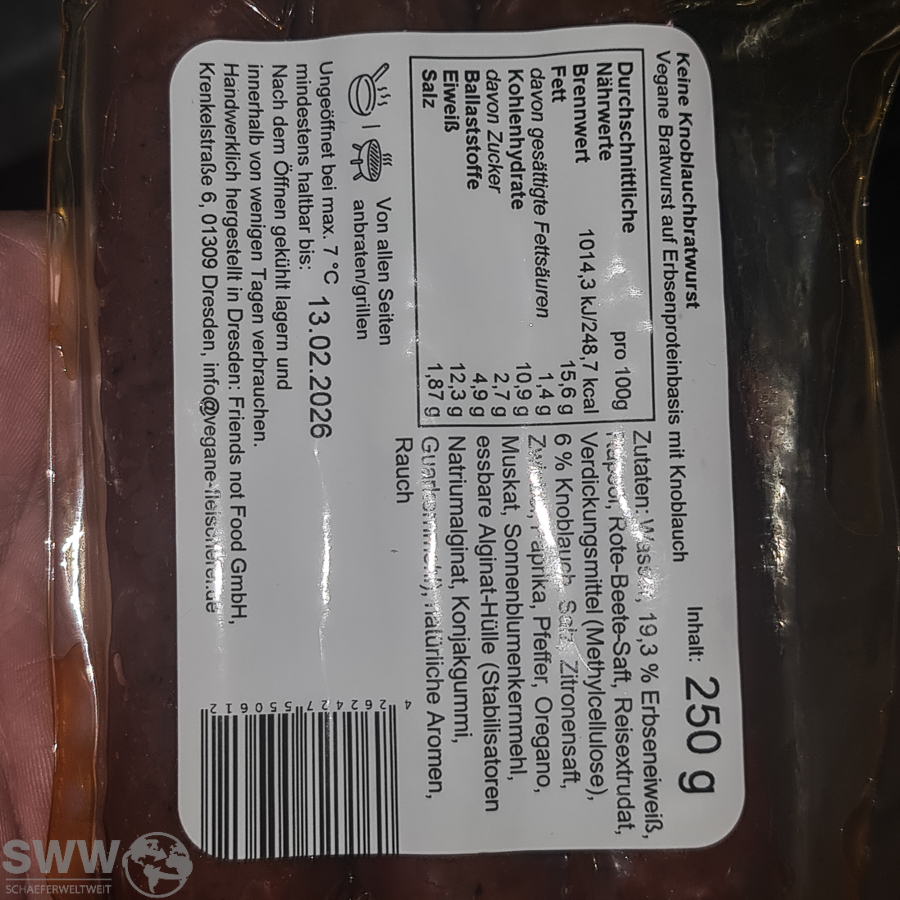 Keine Knoblauchbratwurst
Vegane Bratwurst auf Erbsenproteinbasis mit Knoblauch
Inhalt: 250 g
Durchschnittliche
Nährwerte pro 100g
Brennwert 1014,3 kJ/248,7 kcal
Fett 15,6 g
davon gesättigte Fettsäuren 1,4 g
Kohlenhydrate 10,9 g
davon Zucker 2,7 g
Ballaststoffe 4,9 g
Eiweiß 12,3 g
Salz 1,87 g
Zutaten: Wasser, 19,3 % Erbseneiweiß,
Rote-Beete-Saft, Reisextrudat,
Verdickungsmittel (Methylcellulose),
6 % Knoblauch, Salz, Zitronensaft,
Zwiebel, Paprika, Pfeffer, Oregano,
Muskat, Sonnenblumenkernmehl,
essbare Alginat-Hülle (Stabilisatoren
Natriumalginat, Konjakgummi,
Guarkernmehl), natürliche Aromen,
Rauch
Von allen Seiten
anbraten/grillen
Ungeöffnet bei max. 7 °C
mindestens haltbar bis: 13.02.2026
Nach dem Öffnen gekühlt lagern und
innerhalb von wenigen Tagen verbrauchen.
Handwerklich hergestellt in Dresden: Friends not Food GmbH,
Krenkelstraße 6, 01309 Dresden, info@vegane-fleischerei.de
SWW
SCHAEFERWELTWEIT